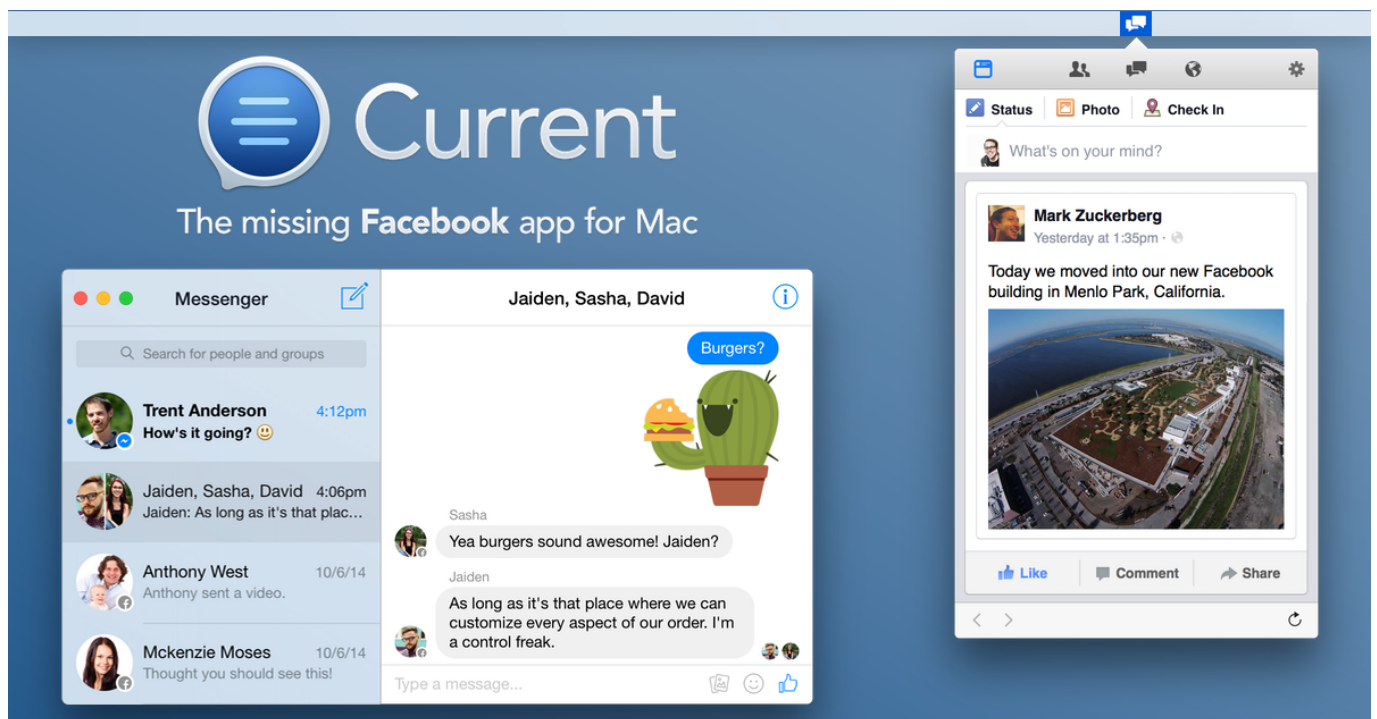 Current
The missing Facebook app for Mac
Messenger
Search for people and groups
Trent Anderson 4:12pm
How's it going? 😃
Jaiden, Sasha, David 4:06pm
Jaiden: As long as it's that plac...
Anthony West 10/6/14
Anthony sent a video.
Mckenzie Moses 10/6/14
Thought you should see this!
Jaiden, Sasha, David
Burgers?
Sasha
Yea burgers sound awesome! Jaiden?
Jaiden
As long as it's that place where we can
customize every aspect of our order. I'm
a control freak.
Type a message...
Status Photo Check In
What's on your mind?
Mark Zuckerberg
Yesterday at 1:35pm ·
Today we moved into our new Facebook
building in Menlo Park, California.
Like Comment Share